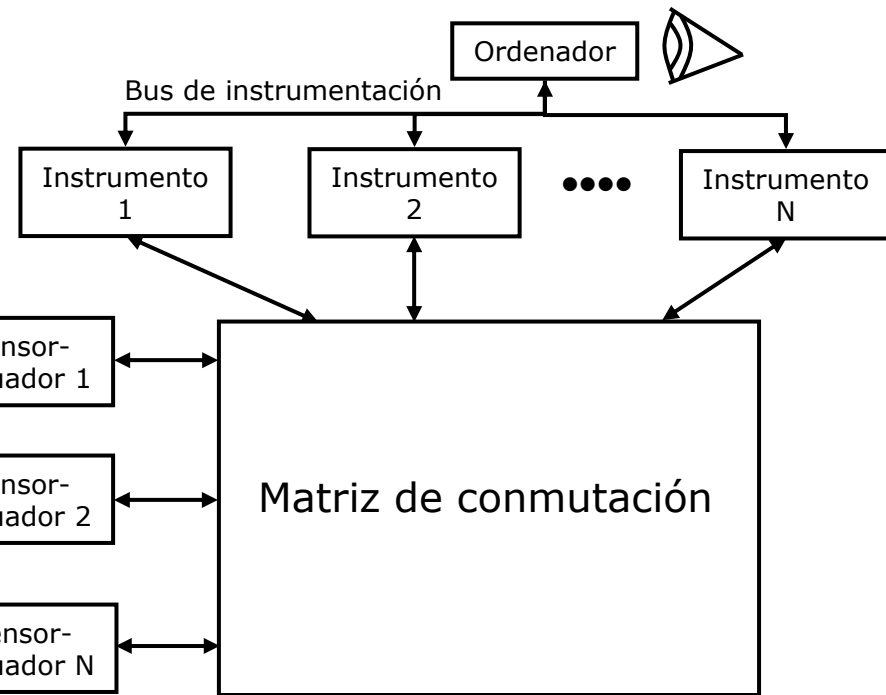 Ordenador
Bus de instrumentación
Instrumento
1
Instrumento
2
Instrumento
N
nsor-
uador 1
nsor-
uador 2
ensor-
uador N
Matriz de conmutación